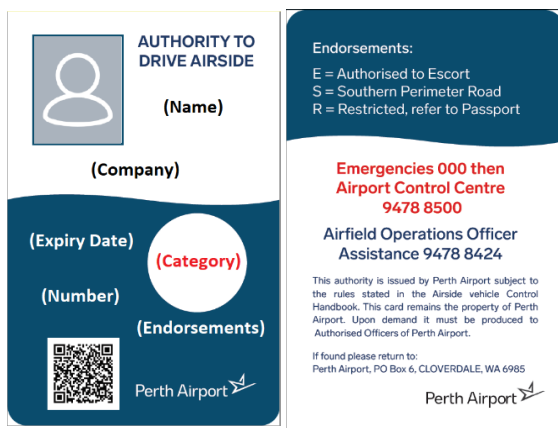 AUTHORITY TO
DRIVE AIRSIDE
(Name)
(Company)
(Expiry Date)
(Category)
(Number)
(Endorsements)
Perth Airport
Endorsements:
E = Authorised to Escort
S = Southern Perimeter Road
R = Restricted, refer to Passport
Emergencies 000 then
Airport Control Centre
9478 8500
Airfield Operations Officer
Assistance 9478 8424
This authority is issued by Perth Airport subject to
the rules stated in the Airside vehicle Control
Handbook. This card remains the property of Perth
Airport. Upon demand it must be produced to
Authorised Officers of Perth Airport.
If found please return to:
Perth Airport, PO Box 6, CLOVERDALE, WA 6985
Perth Airport